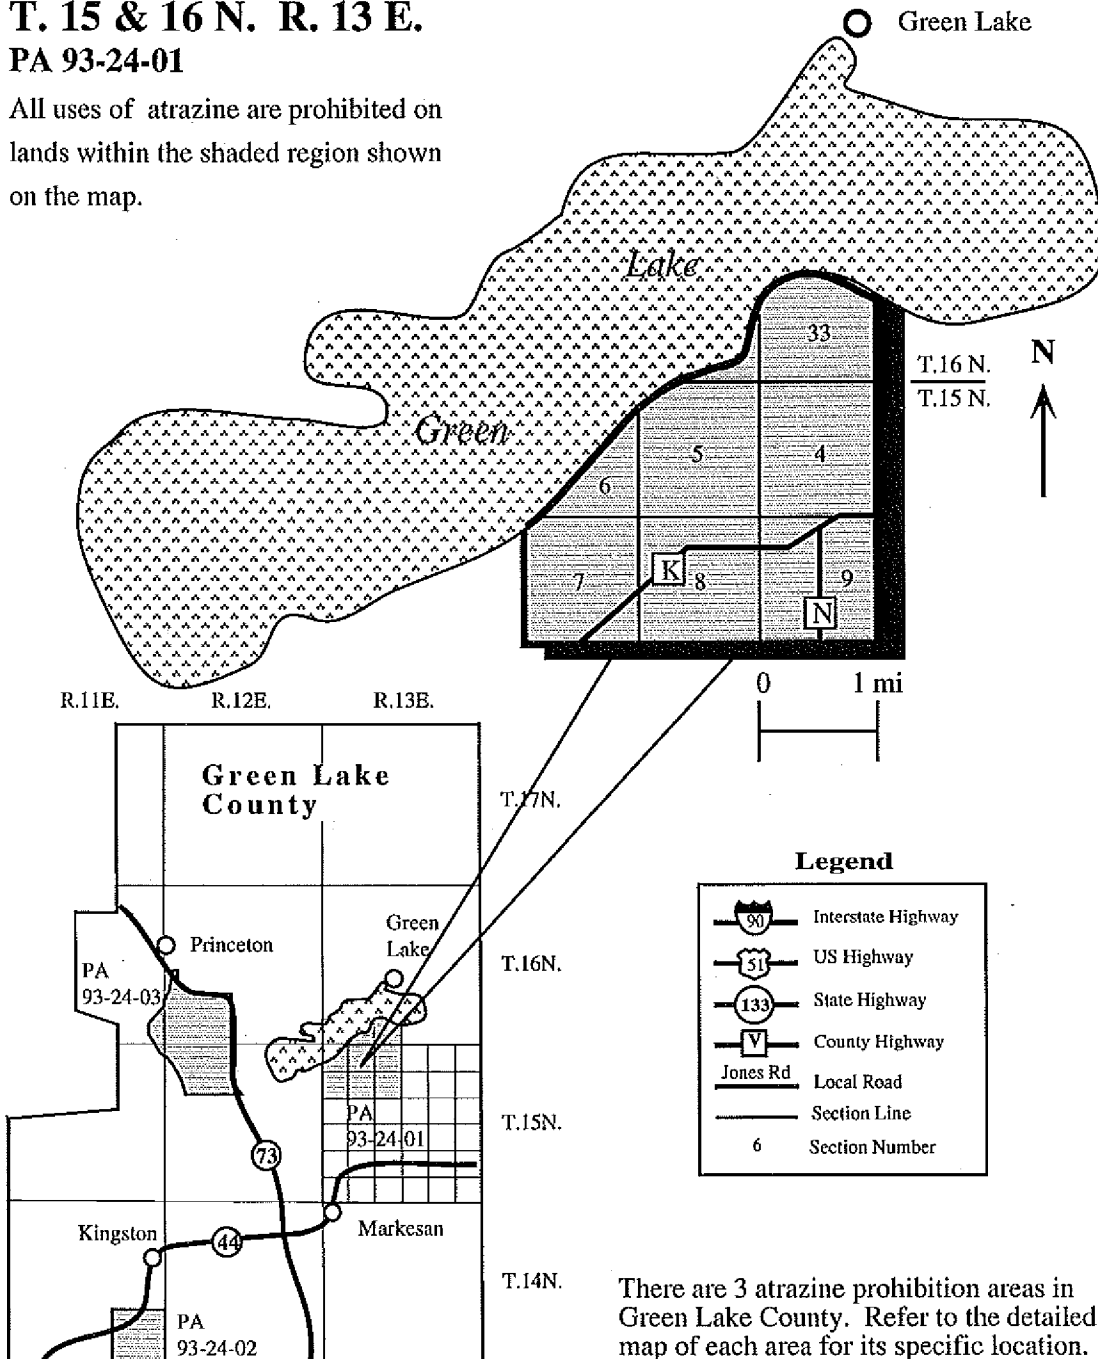 T. 15 & 16 N. R. 13 E.
PA 93-24-01
All uses of atrazine are prohibited on
lands within the shaded region shown
on the map.
Green Lake
Lake
Green
33
T.16 N.
T.15 N.
N
5
4
6
7
K
8
9
N
0 1 mi
R.11E. R.12E. R.13E.
Green Lake
County
T.17N.
Green
Lake
Princeton
T.16N.
PA
93-24-03
PA
93-24-01
T.15N.
73
Kingston
44
Markesan
T.14N.
PA
93-24-02
Legend
90 Interstate Highway
51 US Highway
133 State Highway
V County Highway
Jones Rd Local Road
Section Line
6 Section Number
There are 3 atrazine prohibition areas in
Green Lake County. Refer to the detailed
map of each area for its specific location.